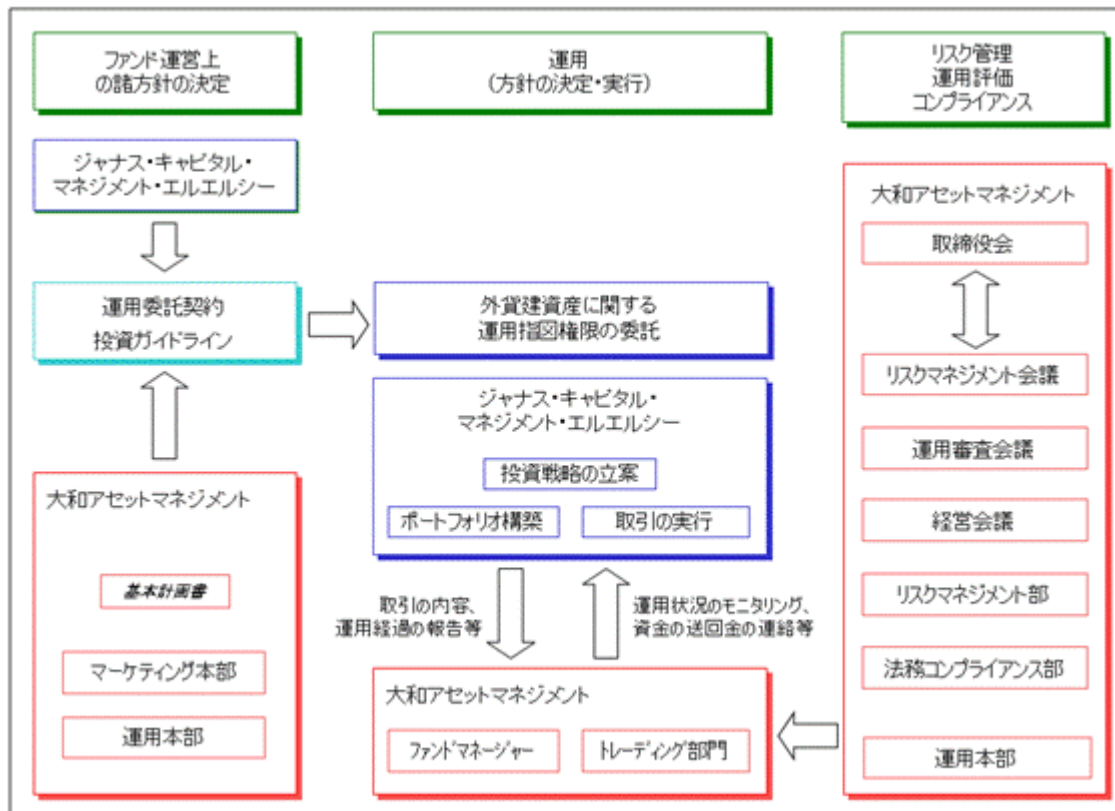 ファンド運営上
の諸方針の決定
運用
(方針の決定・実行)
リスク管理
運用評価
コンプライアンス
ジャナス・キャピタル・
マネジメント・エルエルシー
運用委託契約
投資ガイドライン
大和アセットマネジメント
基本計画書
マーケティング本部
運用本部
外貨建資産に関する
運用指図権限の委託
ジャナス・キャピタル・
マネジメント・エルエルシー
投資戦略の立案
ポートフォリオ構築
取引の実行
取引の内容、
運用経過の報告等
運用状況のモニタリング、
資金の送回金の連絡等
大和アセットマネジメント
ファンドマネージャー
トレーディング部門
大和アセットマネジメント
取締役会
リスクマネジメント会議
運用審査会議
経営会議
リスクマネジメント部
法務コンプライアンス部
運用本部